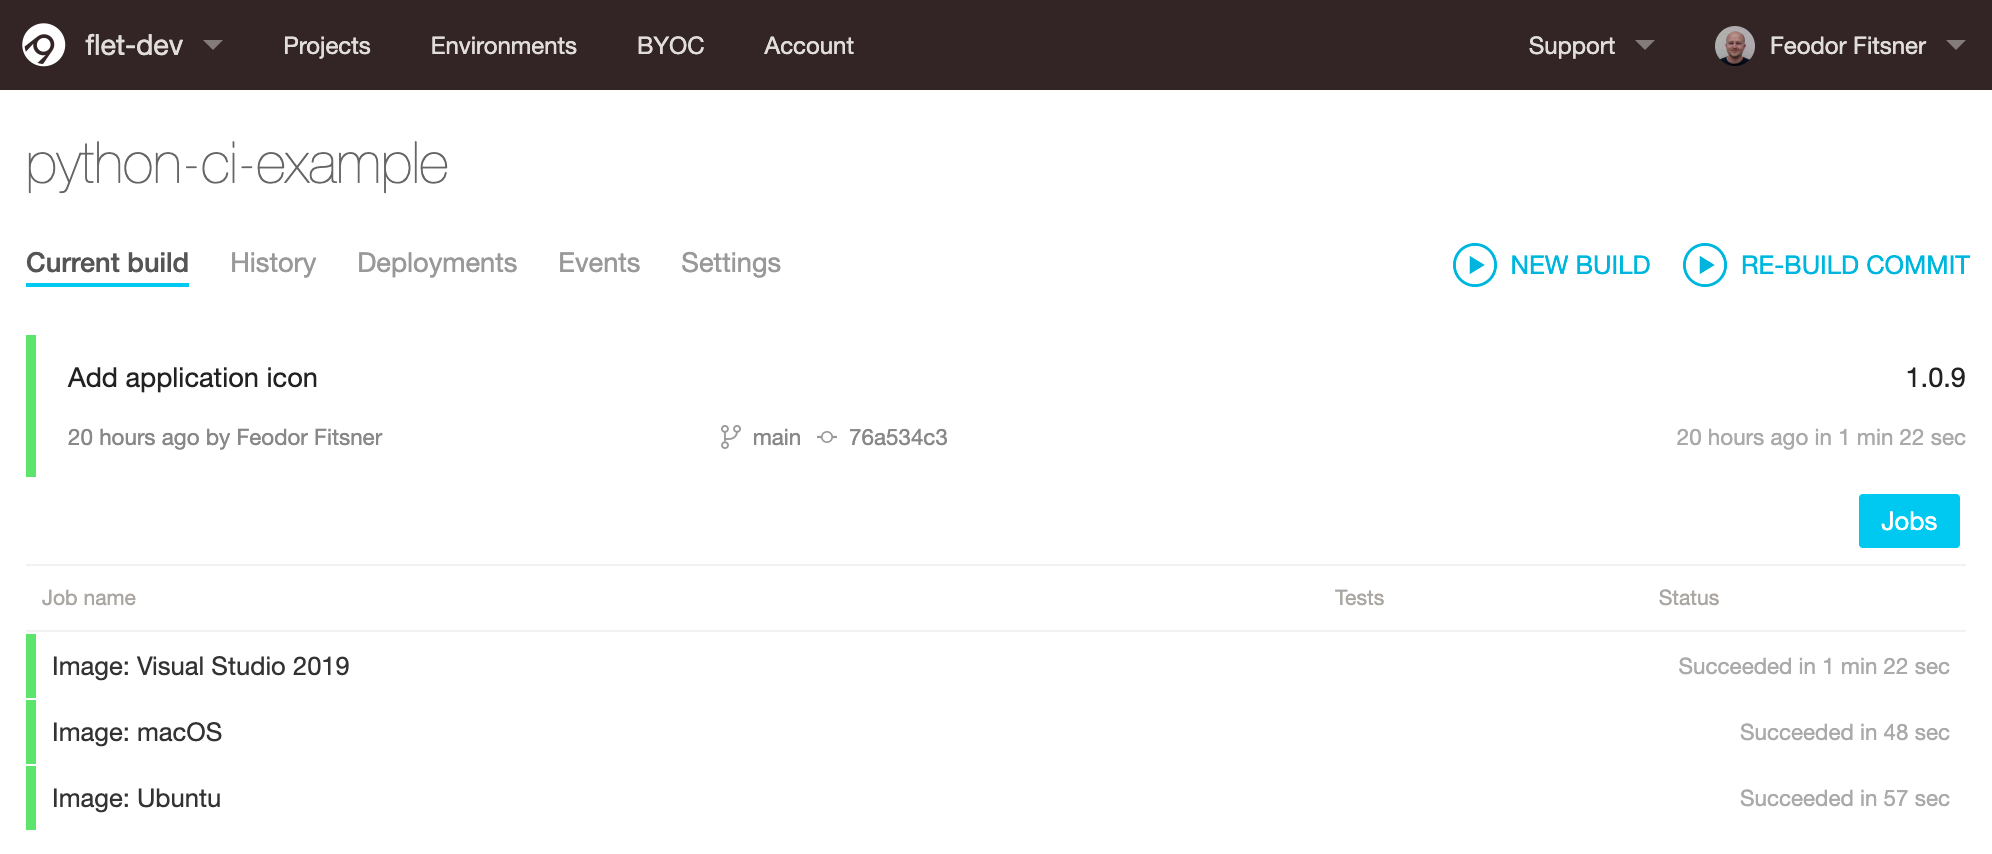 flet-dev Projects Environments BYOC Account Support Feodor Fitsner
python-ci-example
Current build History Deployments Events Settings NEW BUILD RE-BUILD COMMIT
Add application icon 1.0.9
20 hours ago by Feodor Fitsner main 76a534c3 20 hours ago in 1 min 22 sec
Jobs
Job name Tests Status
Image: Visual Studio 2019 Succeeded in 1 min 22 sec
Image: macOS Succeeded in 48 sec
Image: Ubuntu Succeeded in 57 sec